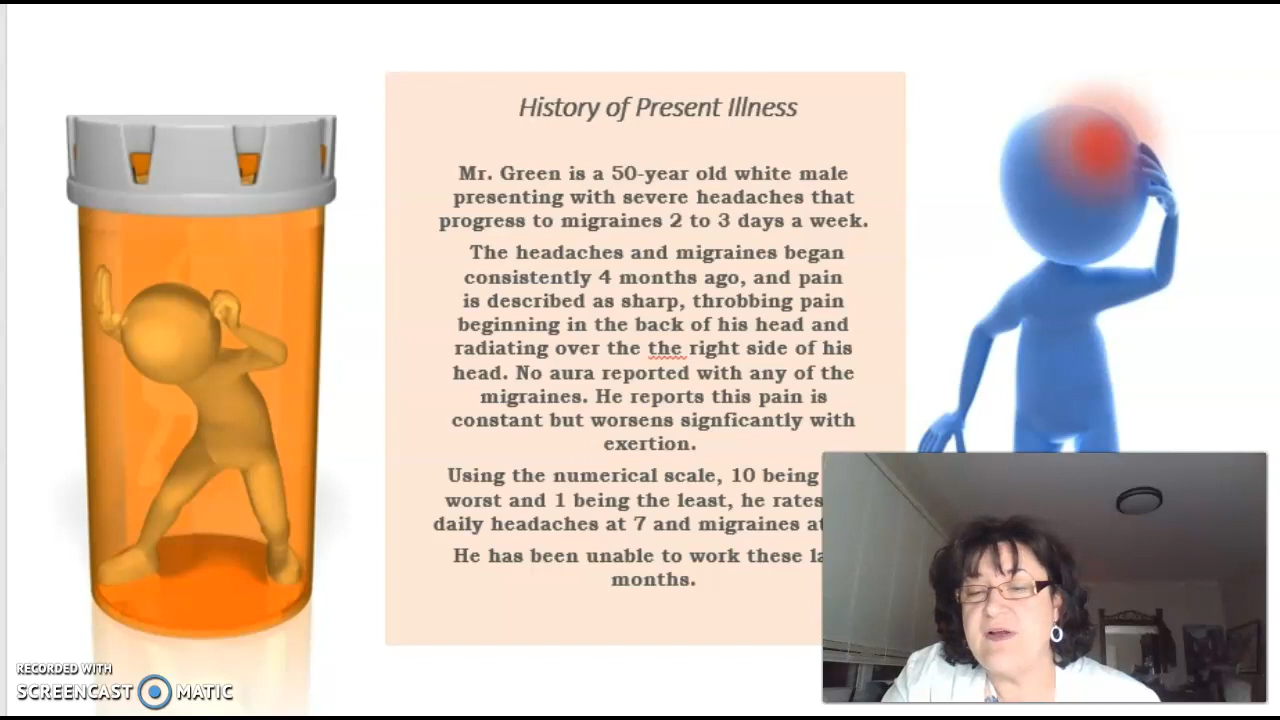 History of Present Illness
Mr. Green is a 50-year old white male
presenting with severe headaches that
progress to migraines 2 to 3 days a week.
The headaches and migraines began
consistently 4 months ago, and pain
is described as sharp, throbbing pain
beginning in the back of his head and
radiating over the the right side of his
head. No aura reported with any of the
migraines. He reports this pain is
constant but worsens signficantly with
exertion.
Using the numerical scale, 10 being
worst and 1 being the least, he rates
daily headaches at 7 and migraines at
He has been unable to work these la
months.
RECORDED WITH
SCREENCAST MATIC